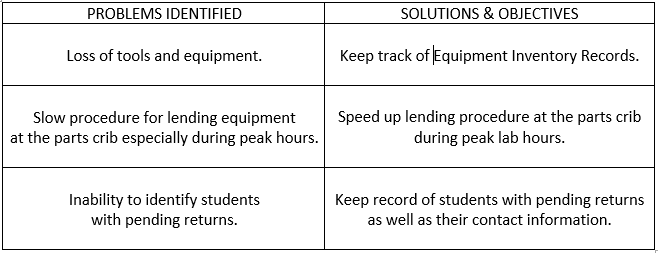 PROBLEMS IDENTIFIED
SOLUTIONS & OBJECTIVES
Loss of tools and equipment.
Keep track of Equipment Inventory Records.
Slow procedure for lending equipment
at the parts crib especially during peak hours.
Speed up lending procedure at the parts crib
during peak lab hours.
Inability to identify students
with pending returns.
Keep record of students with pending returns
as well as their contact information.